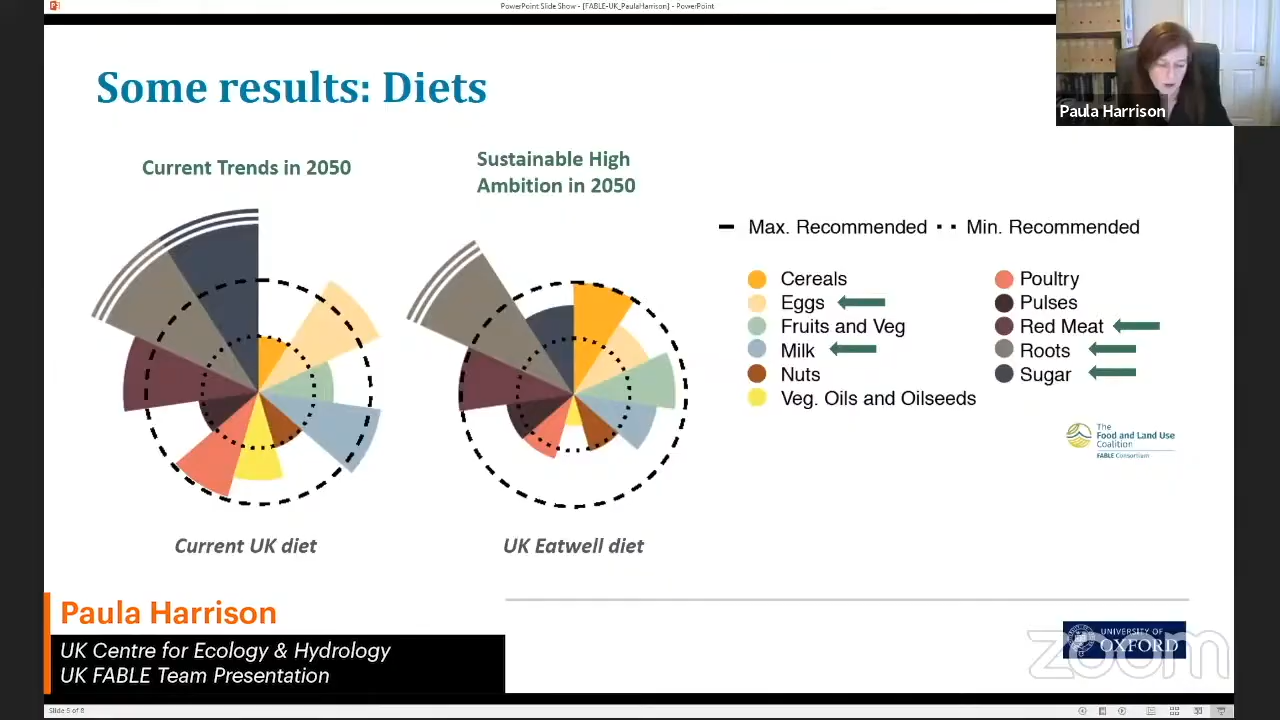 PowerPoint Slide Show - [FABLE-UK_PaulaHarrison] - PowerPoint
Paula Harrison
Some results: Diets
Current Trends in 2050
Sustainable High
Ambition in 2050
Max. Recommended
Min. Recommended
Cereals
Eggs
Fruits and Veg
Milk
Nuts
Veg. Oils and Oilseeds
Poultry
Pulses
Red Meat
Roots
Sugar
The
Food and Land Use
Coalition
FABLE Consortium
Current UK diet
UK Eatwell diet
Paula Harrison
UK Centre for Ecology & Hydrology
UK FABLE Team Presentation
UNIVERSITY OF
OXFORD
zoom
Slide 5 of 8